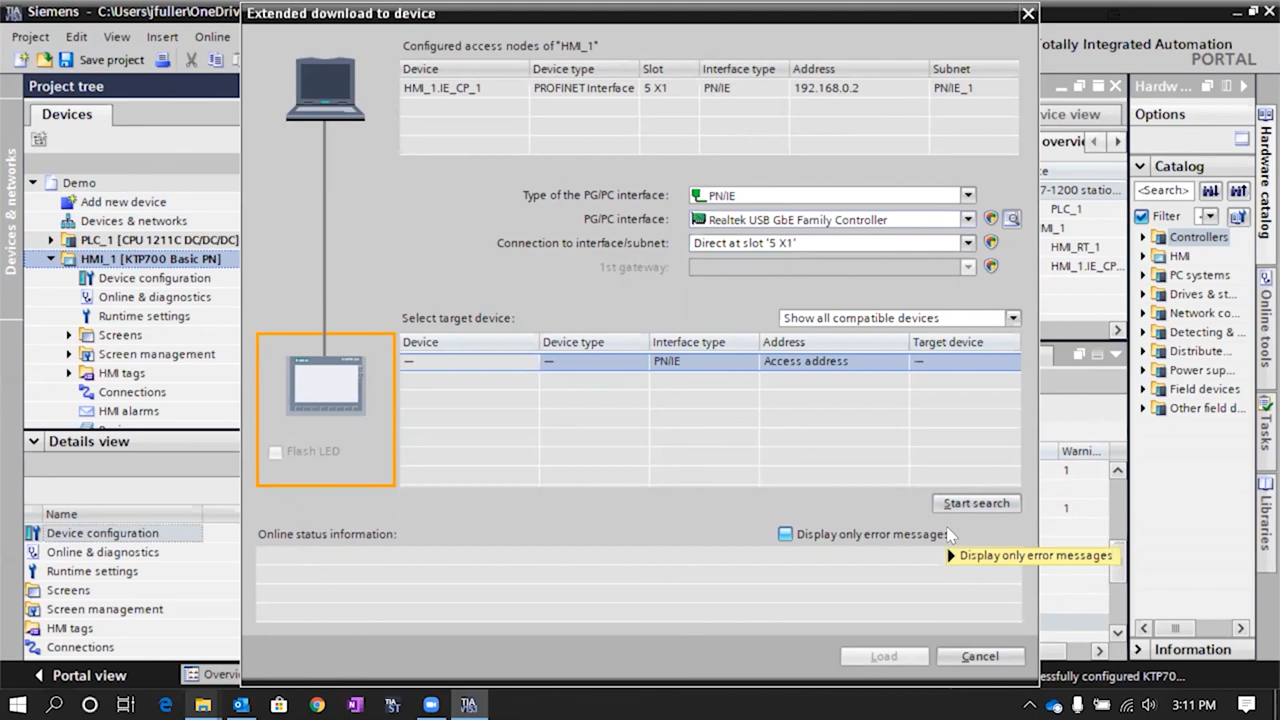 Siemens - C:\Users\jfuller\OneDriv
Extended download to device
Project Edit View Insert Online
Totally Integrated Automation
PORTAL
Save project
Project tree
Devices
Devices & networks
Demo
Add new device
Devices & networks
PLC_1 [CPU 1211C DC/DC/DC]
HMI_1 [KTP700 Basic PN]
Device configuration
Online & diagnostics
Runtime settings
Screens
Screen management
HMI tags
Connections
HMI alarms
Details view
Name
Device configuration
Online & diagnostics
Runtime settings
Screens
Screen management
HMI tags
Connections
Portal view
Overvi
Configured access nodes of "HMI_1"
Device Device type Slot Interface type Address Subnet
HMI_1.IE_CP_1 PROFINET Interface 5 X1 PN/IE 192.168.0.2 PN/IE_1
Type of the PG/PC interface: PN/IE
PG/PC interface: Realtek USB GbE Family Controller
Connection to interface/subnet: Direct at slot '5 X1'
1st gateway:
Select target device: Show all compatible devices
Device Device type Interface type Address Target device
— — PN/IE Access address —
Flash LED
Start search
Online status information: Display only error messages
Display only error messages
Load Cancel
vice view
overvie
ce
7-1200 statio...
PLC_1
MI_1
HMI_RT_1
HMI_1.IE_CP...
Warni...
1
1
ssfully configured KTP70...
Hardw...
Options
Catalog
<Search>
Filter
Controllers
HMI
PC systems
Drives & st...
Network co...
Detecting &...
Distribute...
Power sup...
Field devices
Other field d...
Information
Hardware catalog
Online tools
Tasks
Libraries
3:11 PM